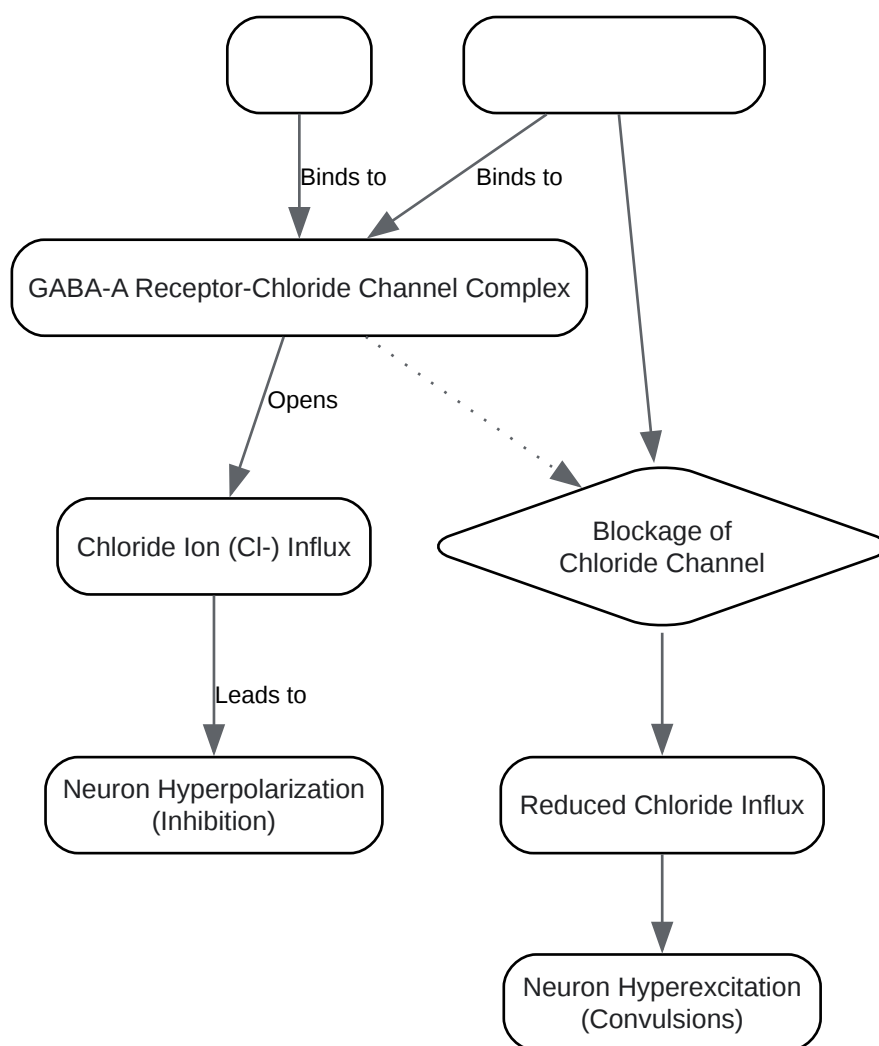 Binds to
Binds to
GABA-A Receptor-Chloride Channel Complex
Opens
Chloride Ion (Cl-) Influx
Blockage of
Chloride Channel
Leads to
Neuron Hyperpolarization
(Inhibition)
Reduced Chloride Influx
Neuron Hyperexcitation
(Convulsions)